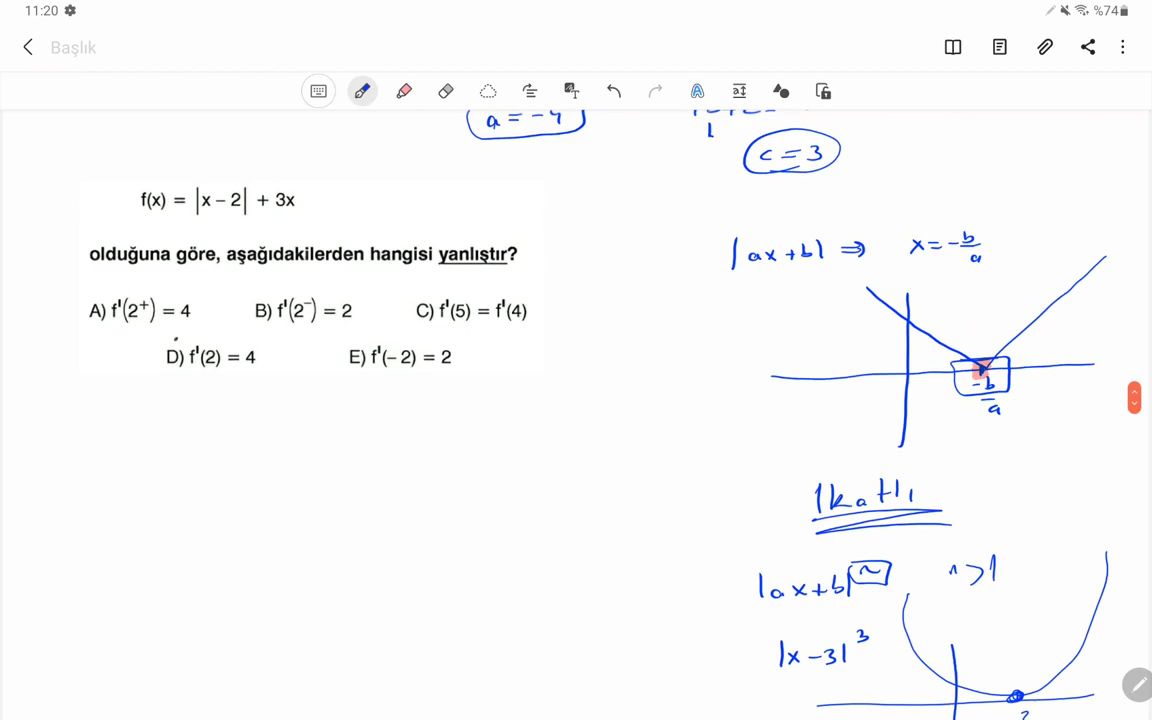 11:20 %74
Başlık
a = -4
c = 3
f(x) = |x – 2| + 3x
olduğuna göre, aşağıdakilerden hangisi yanlıştır?
A) f'(2⁺) = 4 B) f'(2⁻) = 2 C) f'(5) = f'(4)
D) f'(2) = 4 E) f'(– 2) = 2
|ax+b| ⇒ x = -b/a
-b/a
1 katlı
|ax+b|ⁿ n>1
|x-3|³